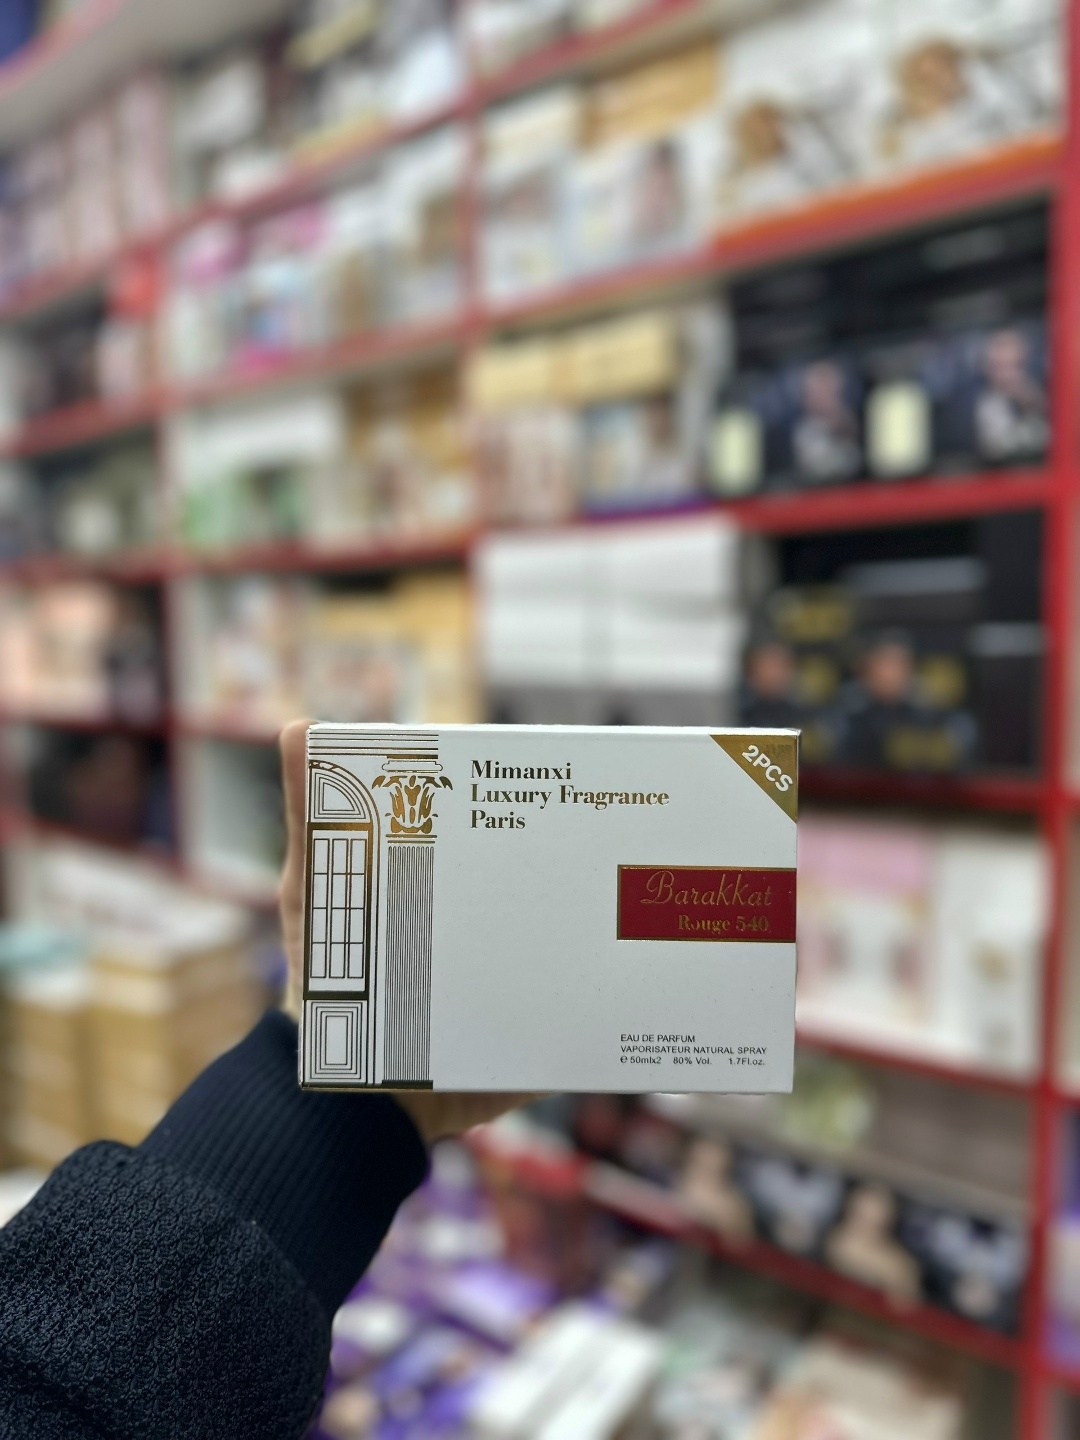 Mimanxi
Luxury Fragrance
Paris
2PCS
Barakkat
Rouge 540
EAU DE PARFUM
VAPORISATEUR NATURAL SPRAY
℮ 50mlx2 80% Vol. 1.7Fl.oz.